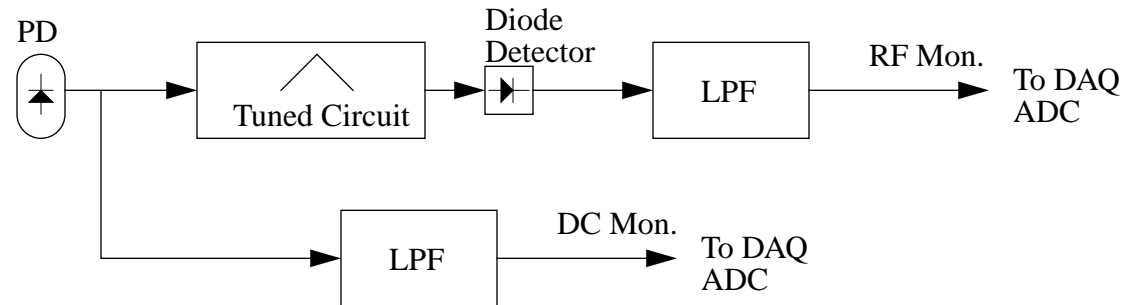 PD
Diode
Detector
Tuned Circuit
LPF
RF Mon.
To DAQ
ADC
LPF
DC Mon.
To DAQ
ADC